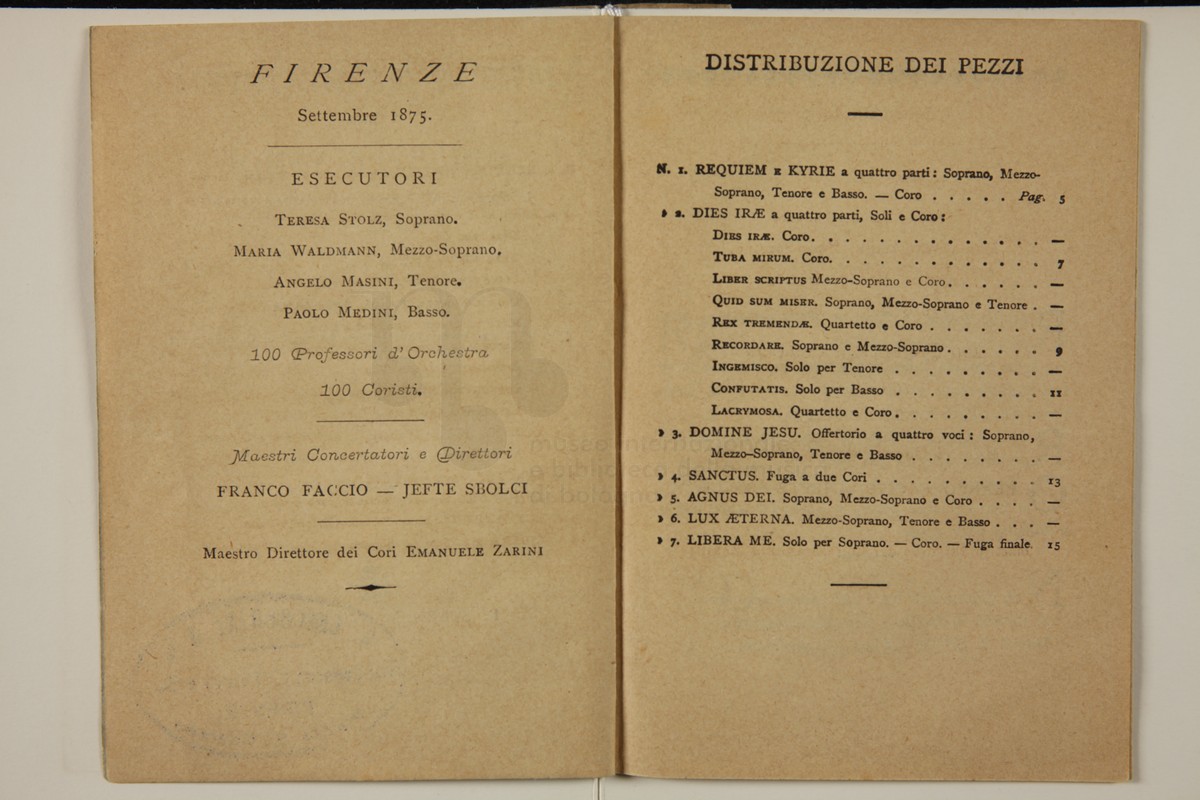 FIRENZE
Settembre 1875.
ESECUTORI
TERESA STOLZ, Soprano.
MARIA WALDMANN, Mezzo-Soprano.
ANGELO MASINI, Tenore.
PAOLO MEDINI, Basso.
100 Professori d' Orchestra
100 Coristi.
Maestri Concertatori e Direttori
FRANCO FACCIO — JEFTE SBOLCI
Maestro Direttore dei Cori EMANUELE ZARINI
DISTRIBUZIONE DEI PEZZI
N. 1. REQUIEM E KYRIE a quattro parti: Soprano, Mezzo-
Soprano, Tenore e Basso. — Coro . . . . . Pag. 5
» 2. DIES IRÆ a quattro parti, Soli e Coro:
DIES IRÆ. Coro. . . . . . . . . . . . . . —
TUBA MIRUM. Coro. . . . . . . . . . . . . 7
LIBER SCRIPTUS Mezzo-Soprano e Coro. . . . . . —
QUID SUM MISER. Soprano, Mezzo-Soprano e Tenore . —
REX TREMENDÆ. Quartetto e Coro . . . . . . . —
RECORDARE. Soprano e Mezzo-Soprano. . . . . . 9
INGEMISCO. Solo per Tenore . . . . . . . . . —
CONFUTATIS. Solo per Basso . . . . . . . . . 11
LACRYMOSA. Quartetto e Coro. . . . . . . . . —
» 3. DOMINE JESU. Offertorio a quattro voci: Soprano,
Mezzo-Soprano, Tenore e Basso . . . . . . . . —
» 4. SANCTUS. Fuga a due Cori . . . . . . . . . . 13
» 5. AGNUS DEI. Soprano, Mezzo-Soprano e Coro . . . . —
» 6. LUX ÆTERNA. Mezzo-Soprano, Tenore e Basso . . . —
» 7. LIBERA ME. Solo per Soprano. — Coro. — Fuga finale. 15